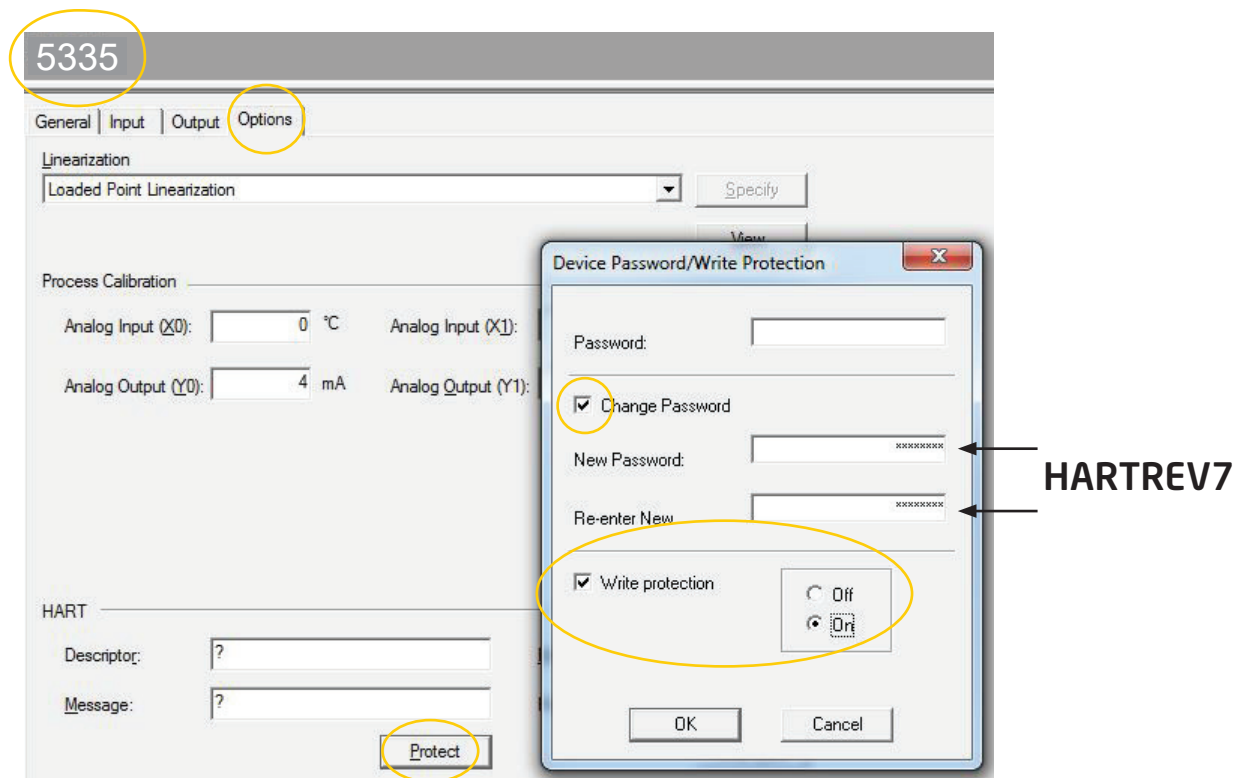 5335
General Input Output Options
Linearization
Loaded Point Linearization
Specify
View
Process Calibration
Analog Input (X0): 0 °C Analog Input (X1):
Analog Output (Y0): 4 mA Analog Output (Y1):
HART
Descriptor: ?
Message: ?
Protect
Device Password/Write Protection
Password:
Change Password
New Password: xxxxxxxx
Re-enter New xxxxxxxx
Write protection
Off
On
OK Cancel
HARTREV7